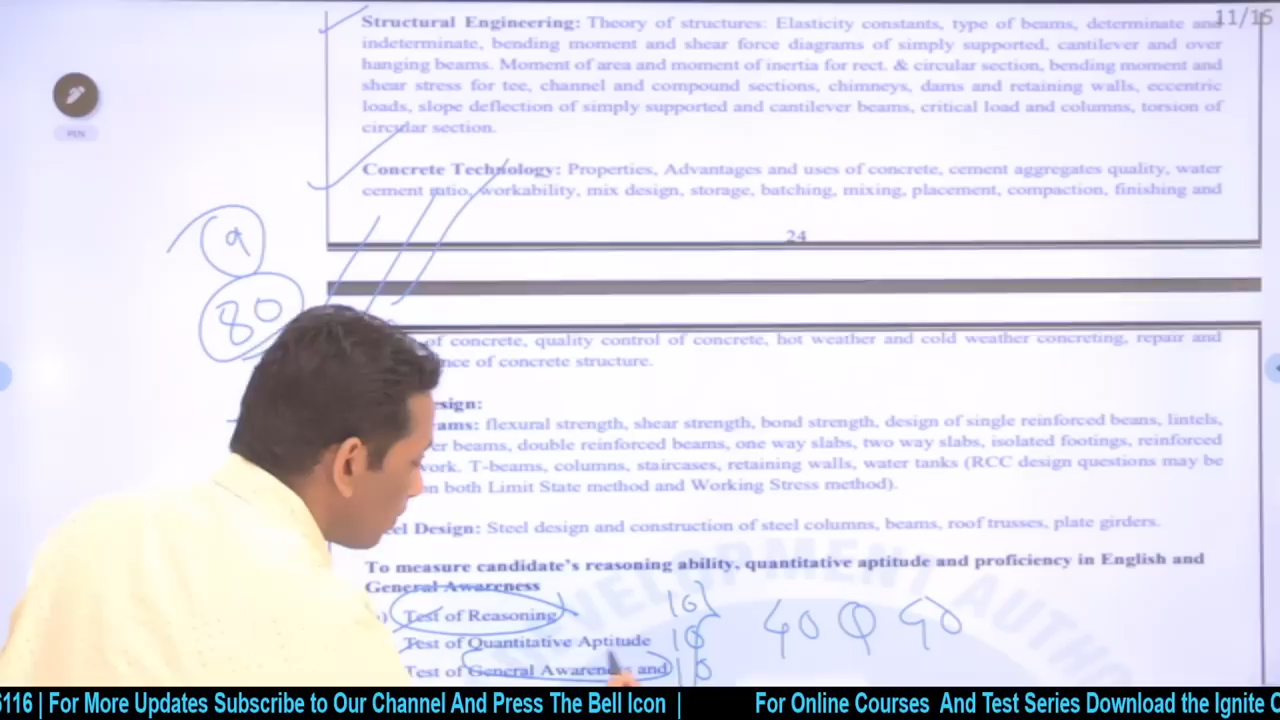 11/15
Structural Engineering: Theory of structures: Elasticity constants, type of beams, determinate and
indeterminate, bending moment and shear force diagrams of simply supported, cantilever and over
hanging beams. Moment of area and moment of inertia for rect. & circular section, bending moment and
shear stress for tee, channel and compound sections, chimneys, dams and retaining walls, eccentric
loads, slope deflection of simply supported and cantilever beams, critical load and columns, torsion of
circular section.
PEN
Concrete Technology: Properties, Advantages and uses of concrete, cement aggregates quality, water
cement ratio, workability, mix design, storage, batching, mixing, placement, compaction, finishing and
24
9
80
of concrete, quality control of concrete, hot weather and cold weather concreting, repair and
nce of concrete structure.
sign:
ams: flexural strength, shear strength, bond strength, design of single reinforced beans, lintels,
er beams, double reinforced beams, one way slabs, two way slabs, isolated footings, reinforced
work. T-beams, columns, staircases, retaining walls, water tanks (RCC design questions may be
on both Limit State method and Working Stress method).
el Design: Steel design and construction of steel columns, beams, roof trusses, plate girders.
To measure candidate's reasoning ability, quantitative aptitude and proficiency in English and
General Awareness
) Test of Reasoning 10
40 Q 40
Test of Quantitative Aptitude 10
Test of General Awareness and 10
VELOPMENT AUTHO
6116 | For More Updates Subscribe to Our Channel And Press The Bell Icon | For Online Courses And Test Series Download the Ignite C